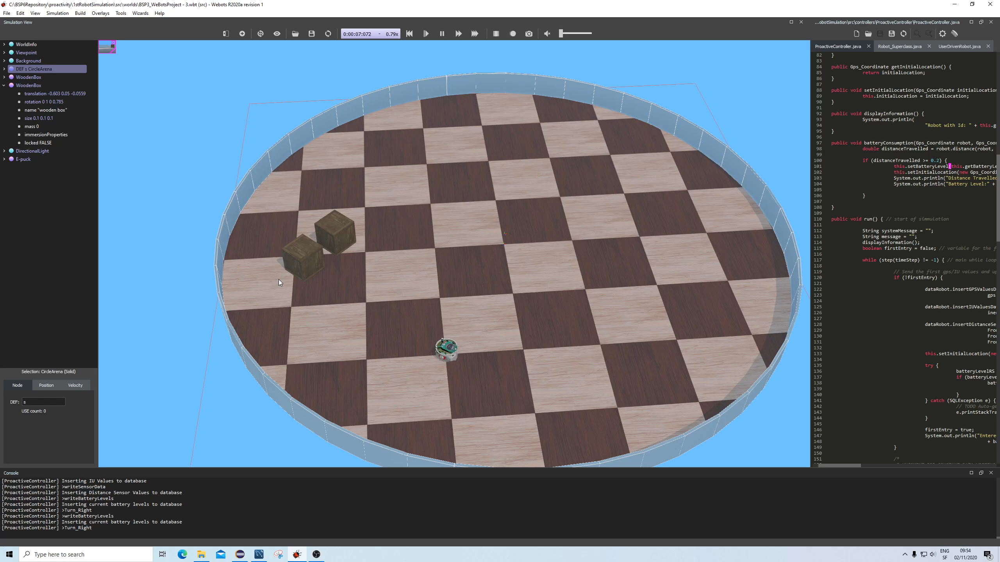 C:\BSP6Repository\proactivity\1stRobotSimulation\src\worlds\BSP3_WeBotsProject - 3.wbt (src) - Webots R2020a revision 1
File Edit View Simulation Build Overlays Tools Wizards Help
Simulation View
...obotSimulation\src\controllers\ProactiveController\ProactiveController.java
0:00:07:072 - 0.79x
WorldInfo
Viewpoint
Background
DEF s CircleArena
WoodenBox
WoodenBox
translation -0.603 0.05 -0.0559
rotation 0 1 0 0.785
name "wooden box"
size 0.1 0.1 0.1
mass 0
immersionProperties
locked FALSE
DirectionalLight
E-puck
Selection: CircleArena (Solid)
Node Position Velocity
DEF: s
USE count: 0
ProactiveController.java Robot_Superclass.java UserDrivenRobot.java
82 }
83
84 public Gps_Coordinate getInitialLocation() {
85 return initialLocation;
86 }
87
88 public void setInitialLocation(Gps_Coordinate initialLocation
89 this.initialLocation = initialLocation;
90 }
91
92 public void displayInformation() {
93 System.out.println(
94 "Robot with Id: " + this.g
95 }
96
97 public void batteryConsumption(Gps_Coordinate robot, Gps_Coo
98 double distanceTravelled = robot.distance(robot,
99
100 if (distanceTravelled >= 0.2) {
101 this.setBatteryLevel(this.getBatteryLe
102 this.setInitialLocation(new Gps_Coordi
103 System.out.println("Distance Travelled
104 System.out.println("Battery Level:" +
105
106 }
107
108 }
109
110 public void run() { // start of simmulation
111
112 String systemMessage = "";
113 String message = "";
114 displayInformation();
115 boolean firstEntry = false; // variable for the f
116
117 while (step(timeStep) != -1) { // main while loop
118
119 // Send the first gps/IU values and up
120 if (!firstEntry) {
121
122 dataRobot.insertGPSValuesD
123 gps
124
125 dataRobot.insertIUValuesDa
126 ine
127
128 dataRobot.insertDistanceSe
129 Fro
130 Fro
131 Fro
132
133 this.setInitialLocation(ne
134
135 try {
136 batteryLevelRS
137 if (batteryLeve
138 bat
139
140 }
141 } catch (SQLException e) {
142 // TODO Auto-ge
143 e.printStackTra
144 }
145
146 firstEntry = true;
147 System.out.println("Entere
148 + ba
149 }
150
151 /*
Console
[ProactiveController] Inserting IU Values to database
[ProactiveController] >writeSensorData
[ProactiveController] Inserting Distance Sensor Values to database
[ProactiveController] >writeBatteryLevels
[ProactiveController] Inserting current battery levels to database
[ProactiveController] >Turn_Right
[ProactiveController] >writeBatteryLevels
[ProactiveController] Inserting current battery levels to database
[ProactiveController] >Turn_Right
Type here to search
ENG
SF
09:54
02/11/2020
2